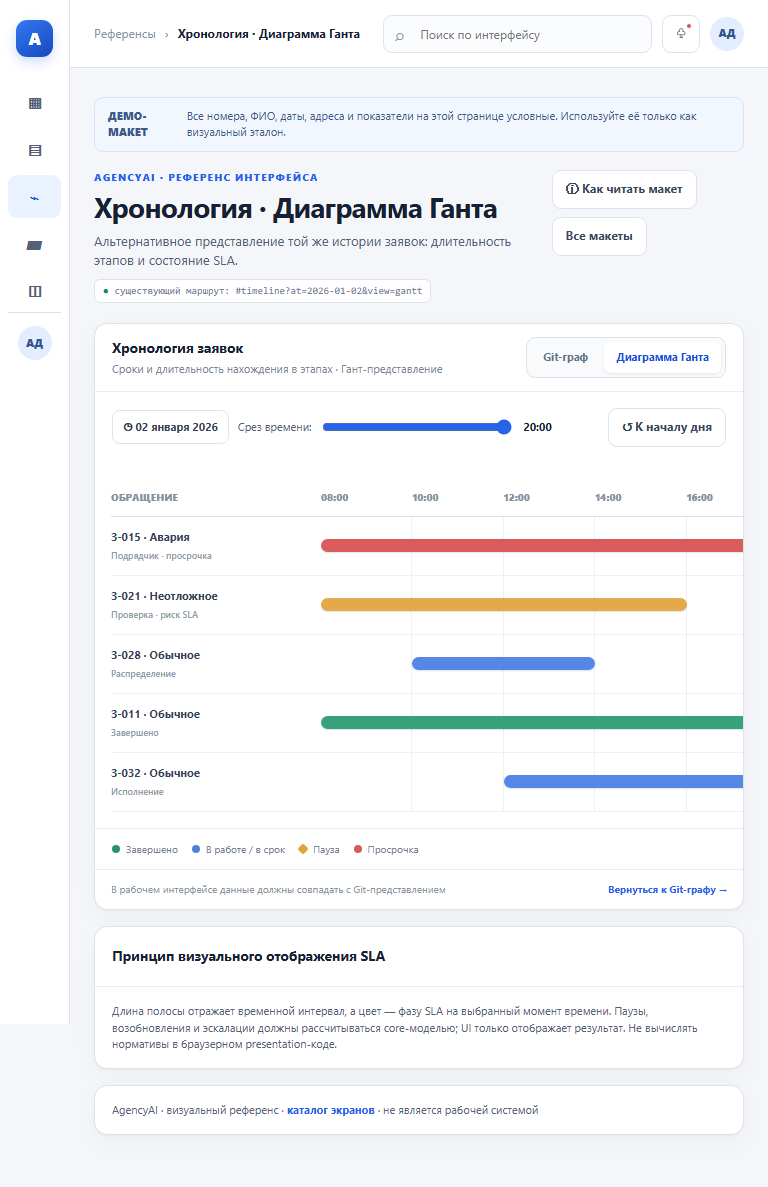 A
Референсы › Хронология · Диаграмма Ганта
Поиск по интерфейсу
АД
ДЕМО-
МАКЕТ
Все номера, ФИО, даты, адреса и показатели на этой странице условные. Используйте её только как
визуальный эталон.
AGENCYAI · РЕФЕРЕНС ИНТЕРФЕЙСА
Хронология · Диаграмма Ганта
Альтернативное представление той же истории заявок: длительность
этапов и состояние SLA.
существующий маршрут: #timeline?at=2026-01-02&view=gantt
ⓘ Как читать макет
Все макеты
АД
Хронология заявок
Сроки и длительность нахождения в этапах · Гант-представление
Git-граф
Диаграмма Ганта
◷ 02 января 2026
Срез времени:
20:00
↺ К началу дня
ОБРАЩЕНИЕ 08:00 10:00 12:00 14:00 16:00
З-015 · Авария
Подрядчик · просрочка
З-021 · Неотложное
Проверка · риск SLA
З-028 · Обычное
Распределение
З-011 · Обычное
Завершено
З-032 · Обычное
Исполнение
Завершено В работе / в срок Пауза Просрочка
В рабочем интерфейсе данные должны совпадать с Git-представлением
Вернуться к Git-графу →
Принцип визуального отображения SLA
Длина полосы отражает временной интервал, а цвет — фазу SLA на выбранный момент времени. Паузы,
возобновления и эскалации должны рассчитываться core-моделью; UI только отображает результат. Не вычислять
нормативы в браузерном presentation-коде.
AgencyAI · визуальный референс · каталог экранов · не является рабочей системой